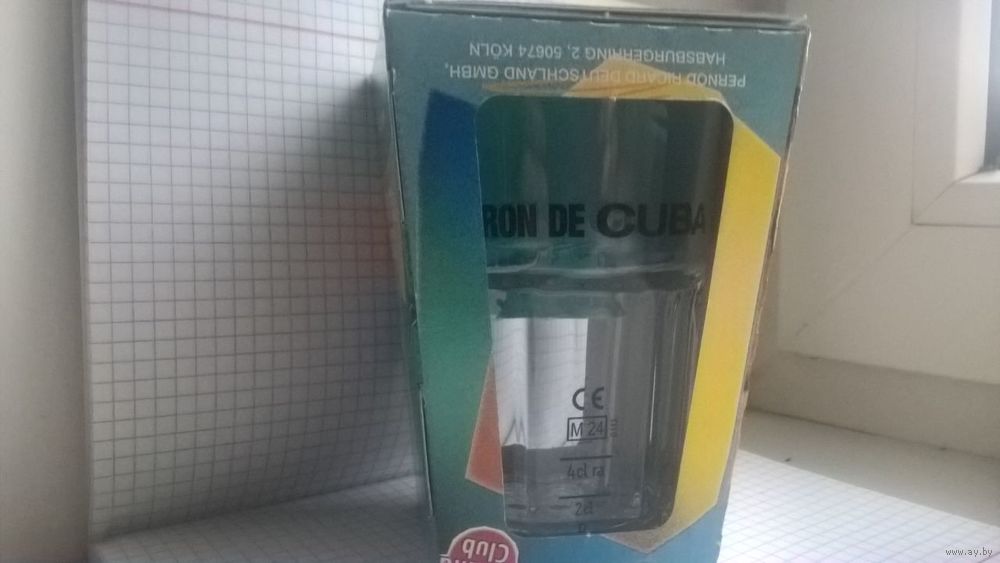 PERNOD RICARD DEUTSCHLAND GMBH,
HABSBURGERRING 2, 50674 KÖLN
RON DE CUBA
CE
M 24
4cl ra
2cl
Club
www.ay.by